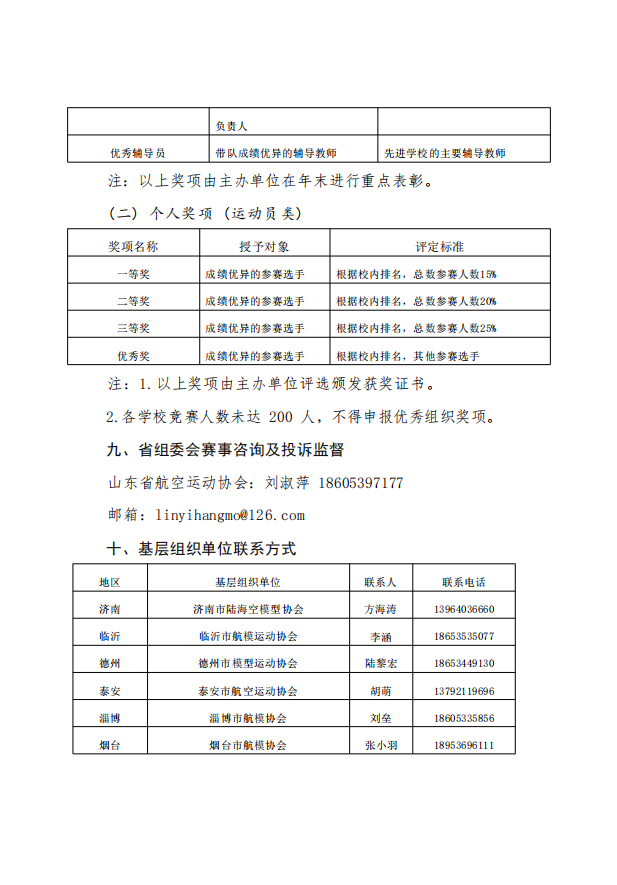 负责人
优秀辅导员 带队成绩优异的辅导教师 先进学校的主要辅导教师
注：以上奖项由主办单位在年末进行重点表彰。
（二）个人奖项（运动员类）
奖项名称 授予对象 评定标准
一等奖 成绩优异的参赛选手 根据校内排名，总数参赛人数15%
二等奖 成绩优异的参赛选手 根据校内排名，总数参赛人数20%
三等奖 成绩优异的参赛选手 根据校内排名，总数参赛人数25%
优秀奖 成绩优异的参赛选手 根据校内排名，其他参赛选手
注：1.以上奖项由主办单位评选颁发获奖证书。
2.各学校竞赛人数未达 200 人，不得申报优秀组织奖项。
九、省组委会赛事咨询及投诉监督
山东省航空运动协会：刘淑萍 18605397177
邮箱：linyihangmo@126.com
十、基层组织单位联系方式
地区 基层组织单位 联系人 联系电话
济南 济南市陆海空模型协会 方海涛 13964036660
临沂 临沂市航模运动协会 李涵 18653535077
德州 德州市模型运动协会 陆黎宏 18653449130
泰安 泰安市航空运动协会 胡萌 13792119696
淄博 淄博市航模协会 刘垒 18605335856
烟台 烟台市航模协会 张小羽 18953696111